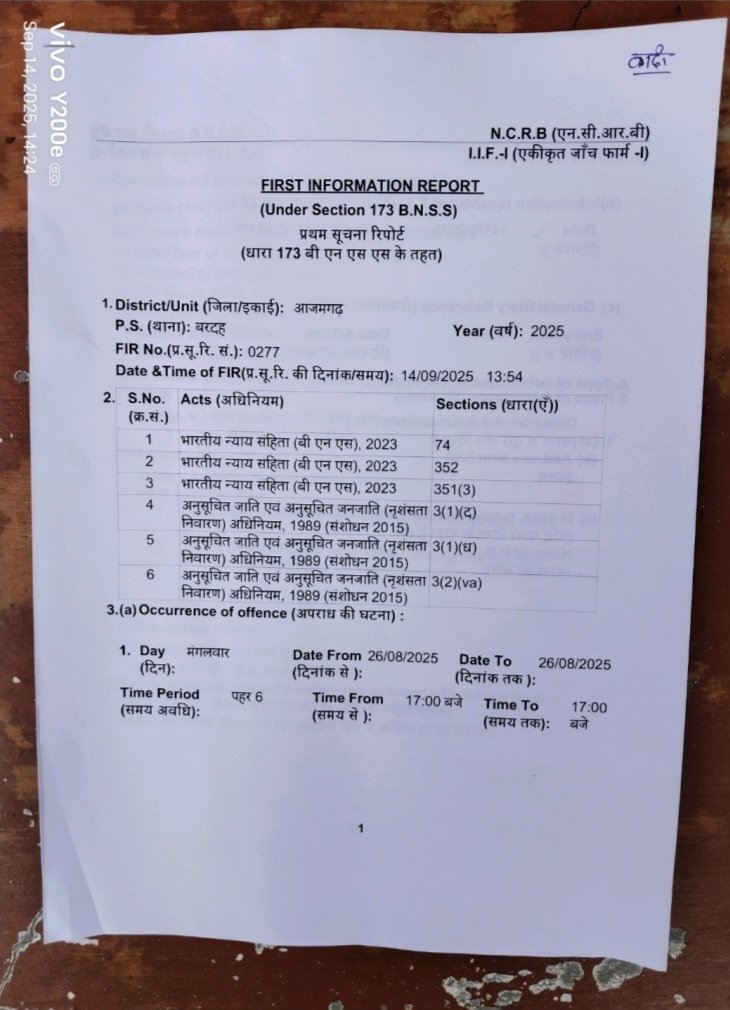 वादी
N.C.R.B (एन.सी.आर.बी)
I.I.F.-I (एकीकृत जाँच फार्म -I)
FIRST INFORMATION REPORT
(Under Section 173 B.N.S.S)
प्रथम सूचना रिपोर्ट
(धारा 173 बी एन एस एस के तहत)
1. District/Unit (जिला/इकाई): आजमगढ़
P.S. (थाना): बरदह Year (वर्ष): 2025
FIR No.(प्र.सू.रि. सं.): 0277
Date &Time of FIR(प्र.सू.रि. की दिनांक/समय): 14/09/2025 13:54
2. S.No. Acts (अधिनियम) Sections (धारा(एँ))
(क्र.सं.)
1 भारतीय न्याय संहिता (बी एन एस), 2023 74
2 भारतीय न्याय संहिता (बी एन एस), 2023 352
3 भारतीय न्याय संहिता (बी एन एस), 2023 351(3)
4 अनुसूचित जाति एवं अनुसूचित जनजाति (नृशंसता 3(1)(द)
निवारण) अधिनियम, 1989 (संशोधन 2015)
5 अनुसूचित जाति एवं अनुसूचित जनजाति (नृशंसता 3(1)(ध)
निवारण) अधिनियम, 1989 (संशोधन 2015)
6 अनुसूचित जाति एवं अनुसूचित जनजाति (नृशंसता 3(2)(va)
निवारण) अधिनियम, 1989 (संशोधन 2015)
3.(a) Occurrence of offence (अपराध की घटना) :
1. Day मंगलवार Date From 26/08/2025 Date To 26/08/2025
(दिन): (दिनांक से ): (दिनांक तक ):
Time Period पहर 6 Time From 17:00 बजे Time To 17:00
(समय अवधि): (समय से ): (समय तक): बजे
1
vivo Y200e 5G
Sep 14, 2025, 14:24